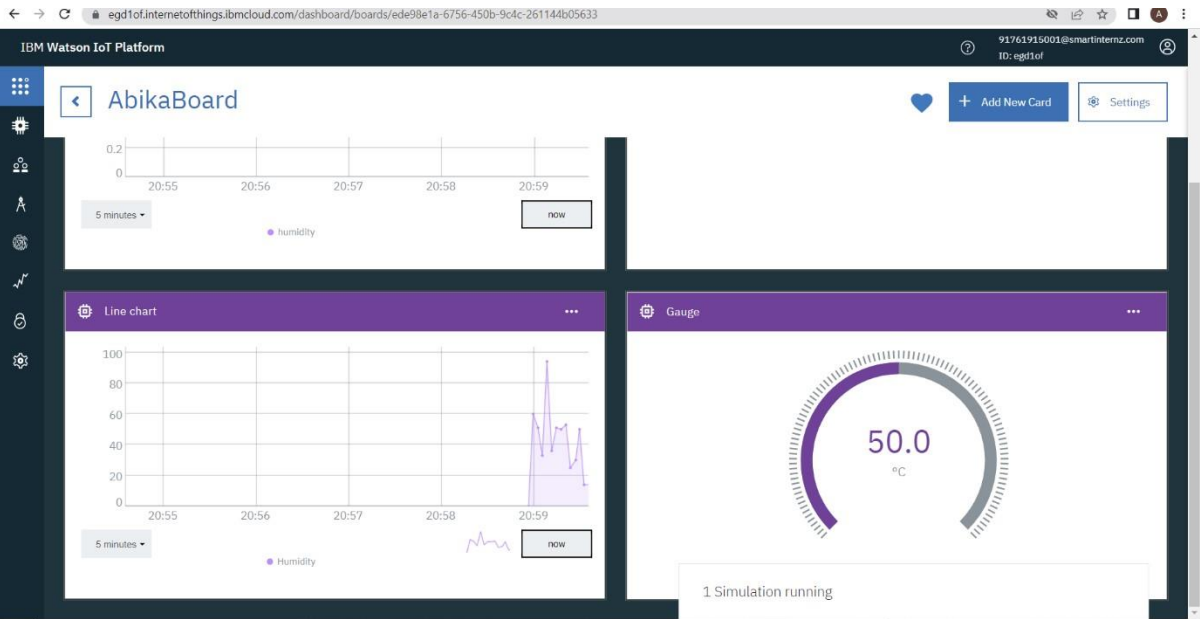 egd1of.internetofthings.ibmcloud.com/dashboard/boards/ede98e1a-6756-450b-9c4c-261144b05633
A
IBM Watson IoT Platform
91761915001@smartinternz.com
ID: egd1of
AbikaBoard
+ Add New Card
Settings
0.2
0
20:55 20:56 20:57 20:58 20:59
5 minutes
now
humidity
Line chart
100
80
60
40
20
0
20:55 20:56 20:57 20:58 20:59
5 minutes
now
Humidity
Gauge
50.0
°C
1 Simulation running